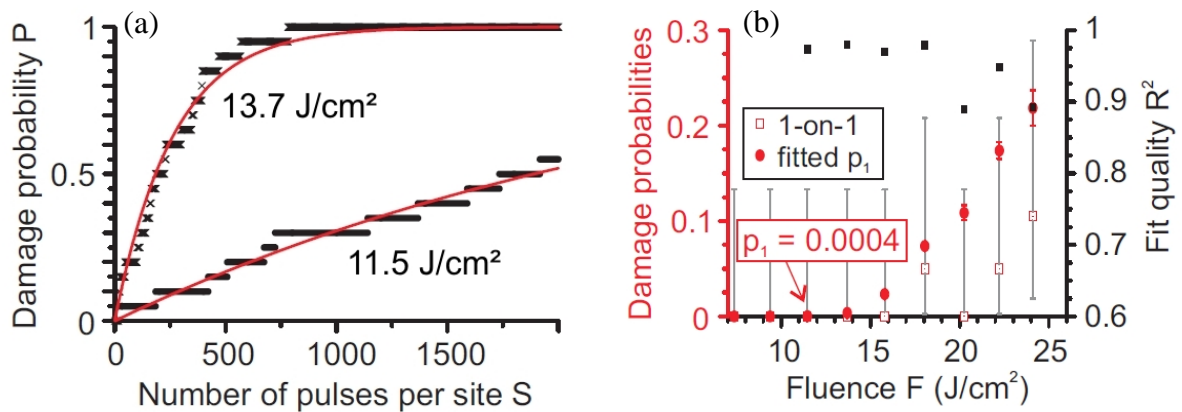 (a)
Damage probability P
1
0.5
0
13.7 J/cm²
11.5 J/cm²
0 500 1000 1500
Number of pulses per site S
(b)
Damage probabilities
0.3
0.2
0.1
0
1-on-1
fitted p₁
p₁ = 0.0004
10 15 20 25
Fluence F (J/cm²)
1
0.9
0.8
0.7
0.6
Fit quality R²